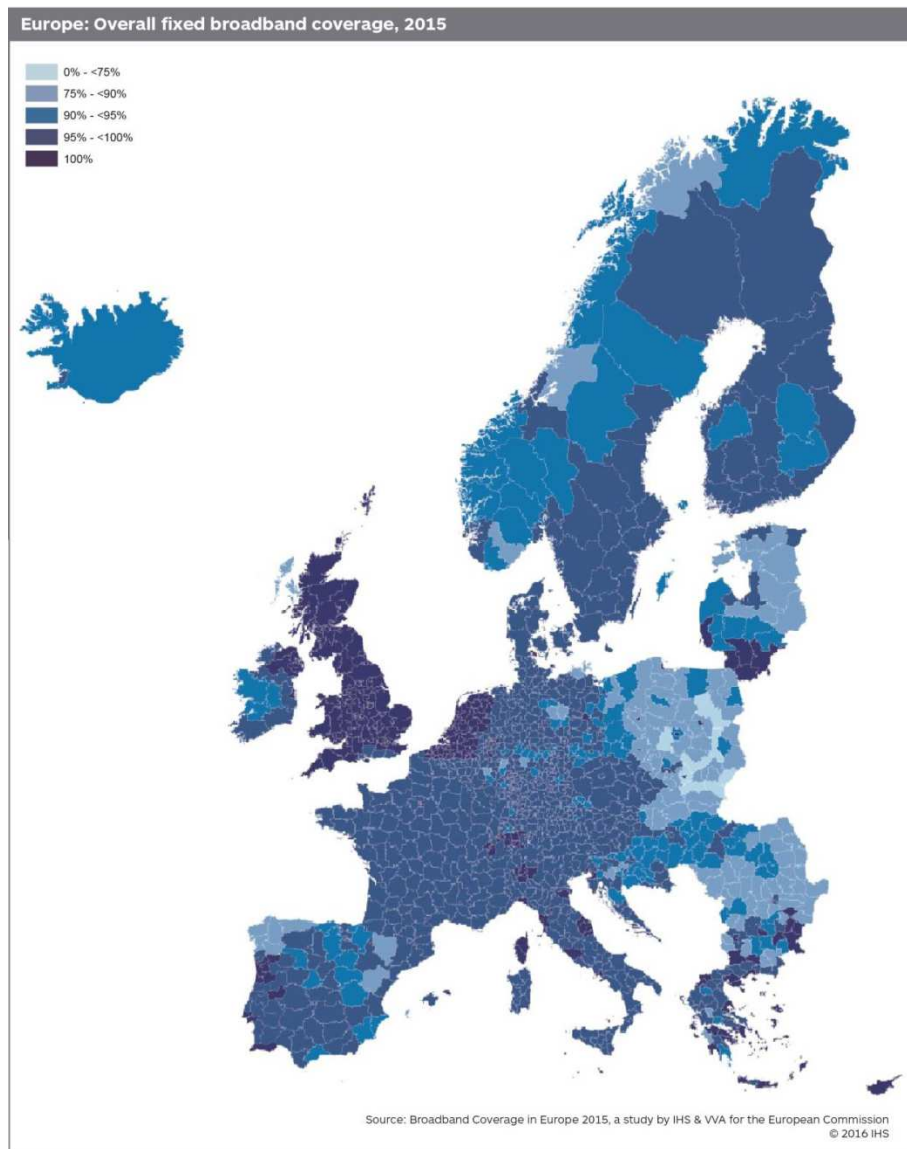 Europe: Overall fixed broadband coverage, 2015
0% - <75%
75% - <90%
90% - <95%
95% - <100%
100%
Source: Broadband Coverage in Europe 2015, a study by IHS & VVA for the European Commission
© 2016 IHS